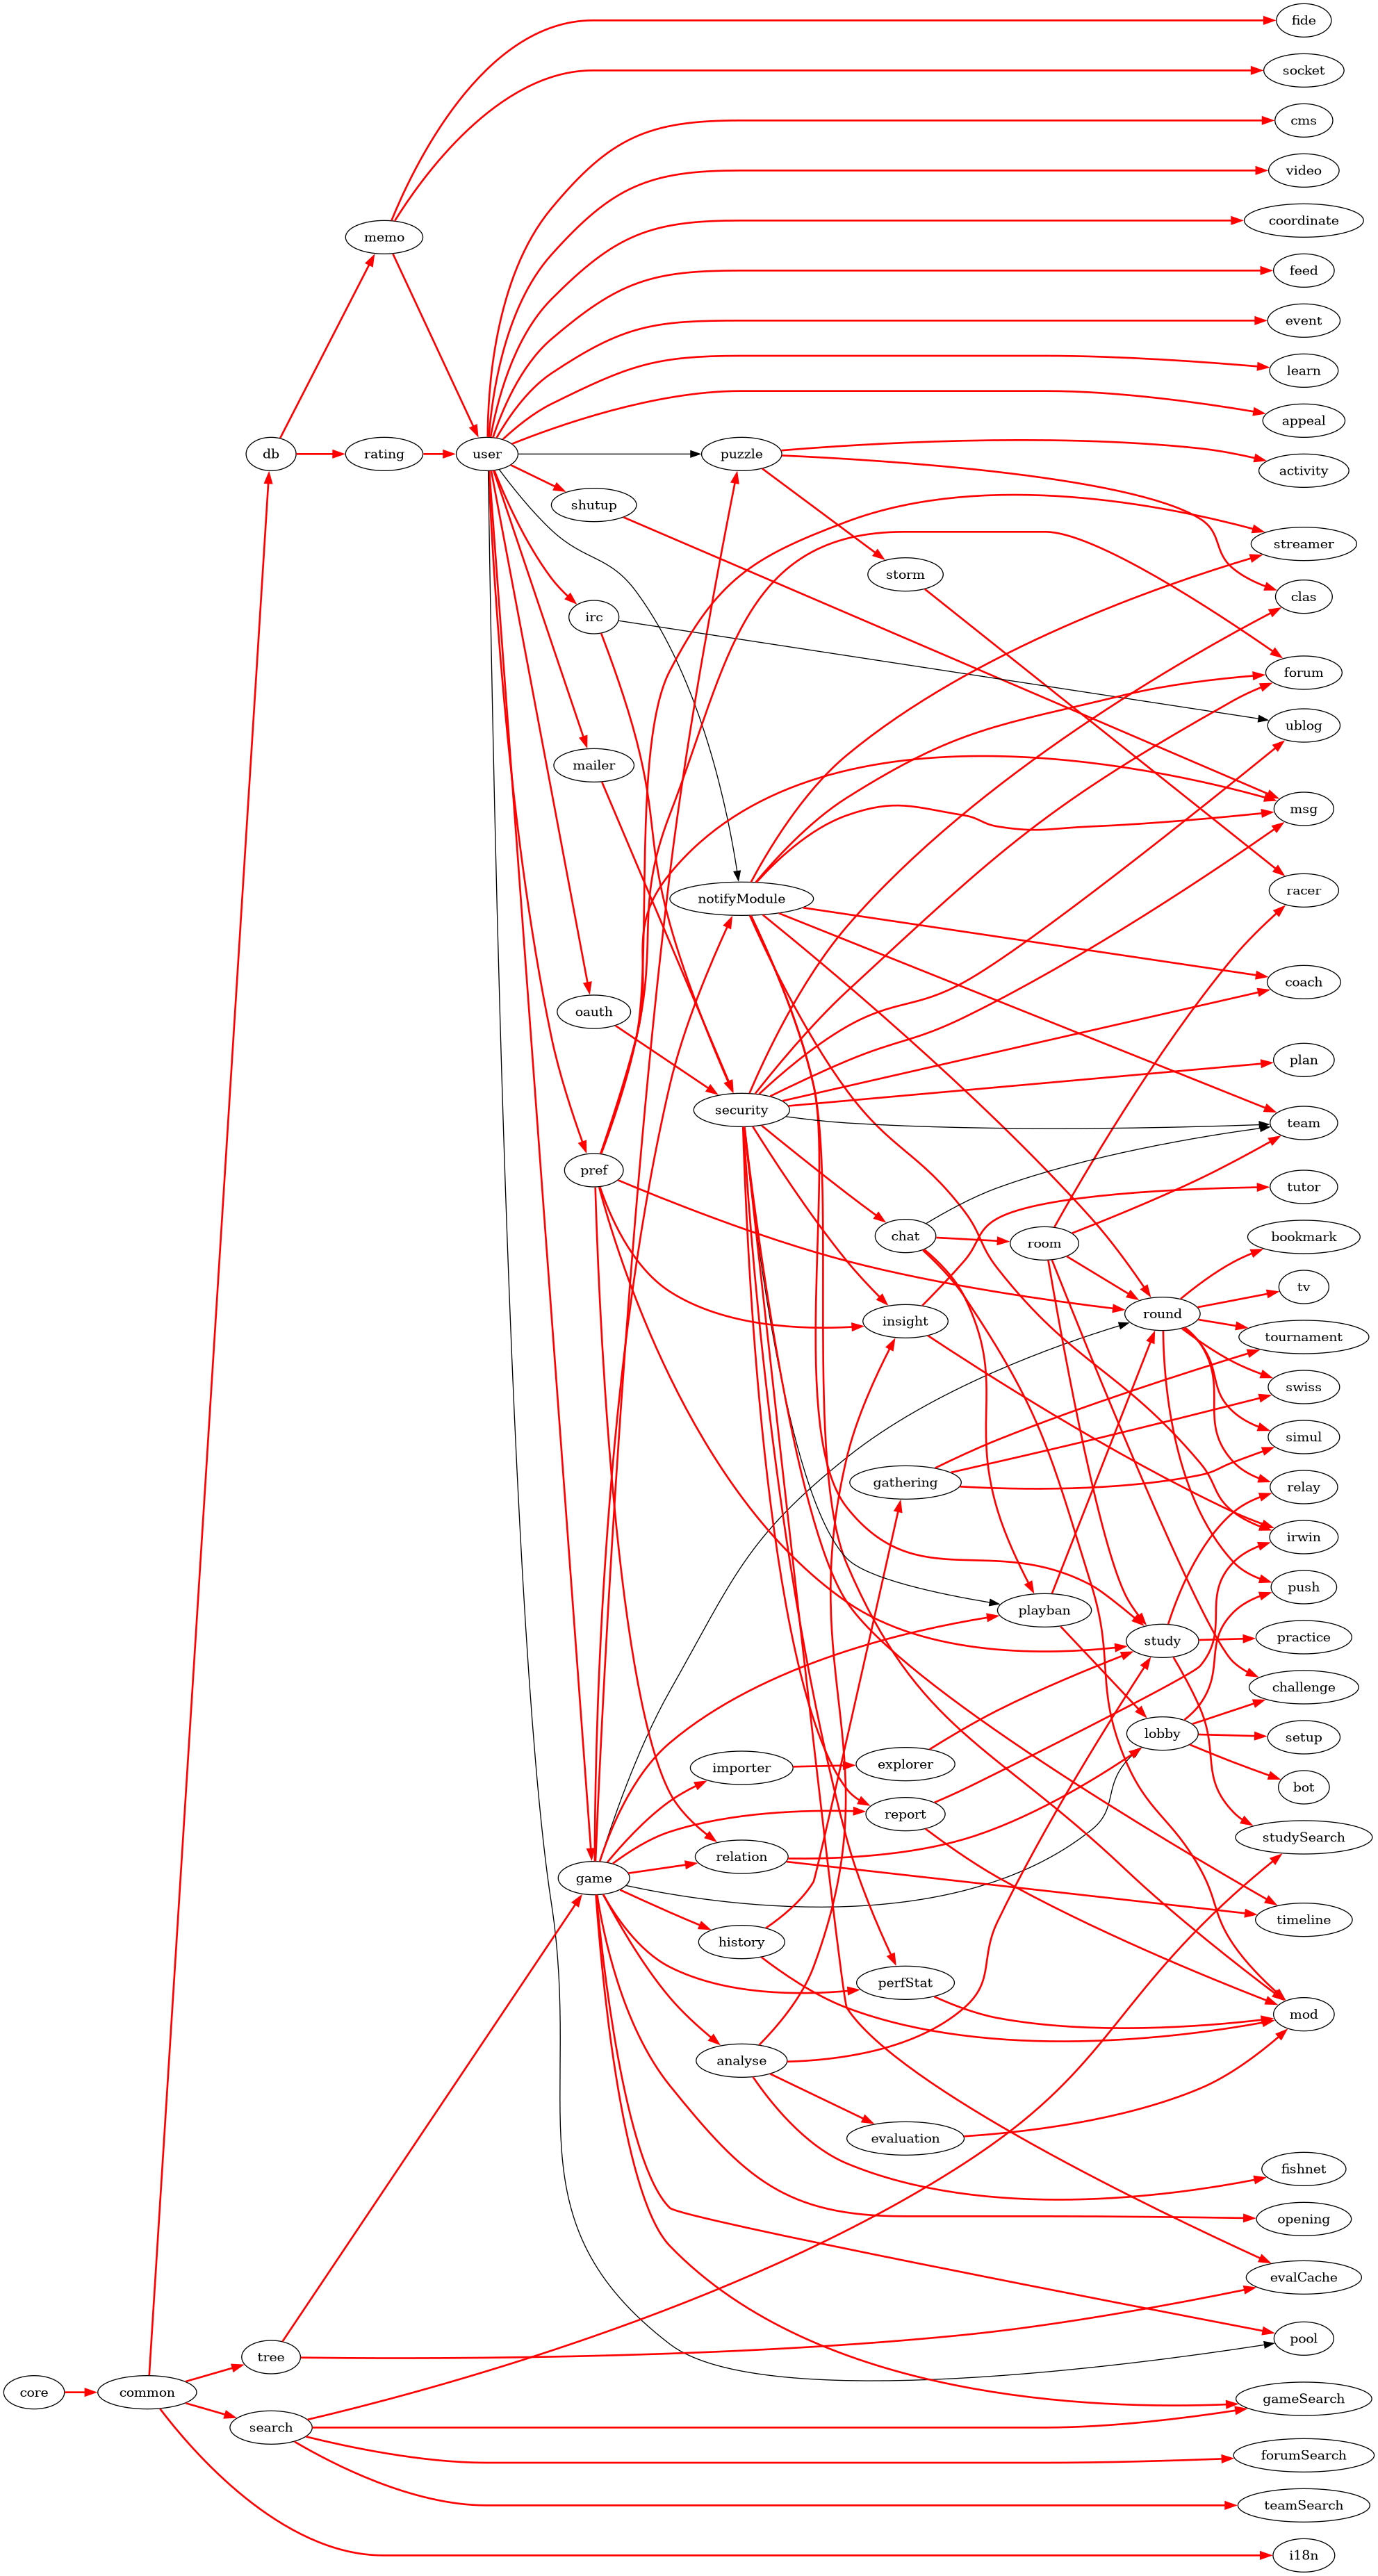 fide
socket
cms
video
memo
coordinate
feed
event
learn
appeal
db
rating
user
puzzle
activity
shutup
streamer
storm
clas
irc
forum
ublog
mailer
msg
racer
notifyModule
coach
oauth
plan
security
team
pref
tutor
chat
room
bookmark
tv
round
insight
tournament
swiss
simul
gathering
relay
irwin
push
playban
practice
study
challenge
lobby
setup
explorer
importer
bot
report
studySearch
relation
game
timeline
history
perfStat
mod
analyse
evaluation
fishnet
opening
evalCache
pool
tree
core
common
gameSearch
search
forumSearch
teamSearch
i18n